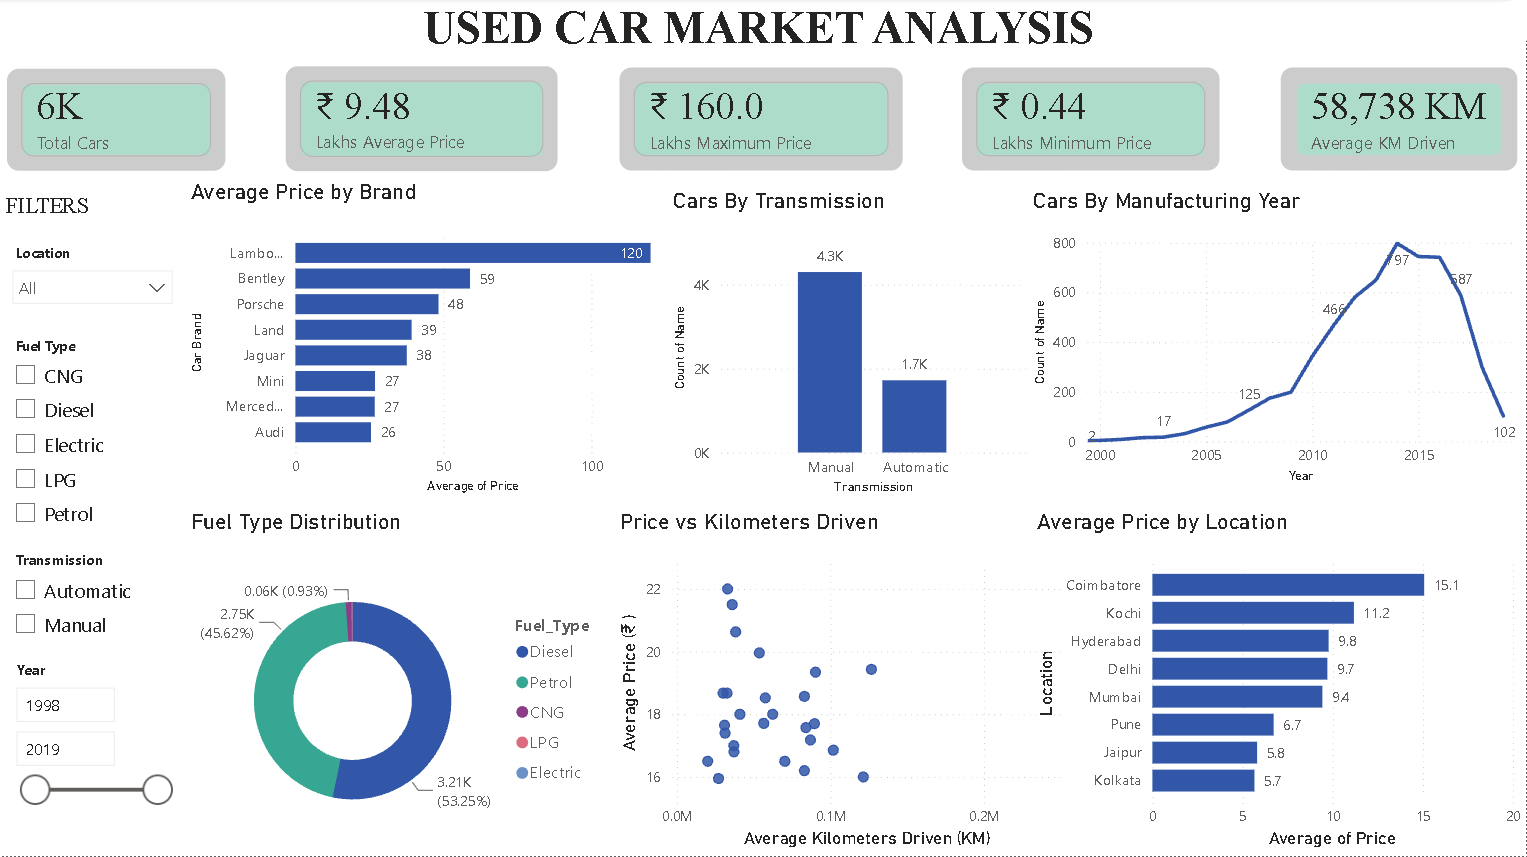 USED CAR MARKET ANALYSIS
6K
Total Cars
₹ 9.48
Lakhs Average Price
₹ 160.0
Lakhs Maximum Price
₹ 0.44
Lakhs Minimum Price
58,738 KM
Average KM Driven
FILTERS
Location
All
Fuel Type
CNG
Diesel
Electric
LPG
Petrol
Transmission
Automatic
Manual
Year
1998
2019
Average Price by Brand
Car Brand
Lambo... 120
Bentley 59
Porsche 48
Land 39
Jaguar 38
Mini 27
Merced... 27
Audi 26
0 50 100
Average of Price
Cars By Transmission
Count of Name
4K
2K
0K
4.3K
1.7K
Manual Automatic
Transmission
Cars By Manufacturing Year
Count of Name
800
600
400
200
0
2
17
125
466
797
587
102
2000 2005 2010 2015
Year
Fuel Type Distribution
0.06K (0.93%)
2.75K
(45.62%)
3.21K
(53.25%)
Fuel_Type
Diesel
Petrol
CNG
LPG
Electric
Price vs Kilometers Driven
Average Price (₹ )
22
20
18
16
0.0M 0.1M 0.2M
Average Kilometers Driven (KM)
Average Price by Location
Location
Coimbatore 15.1
Kochi 11.2
Hyderabad 9.8
Delhi 9.7
Mumbai 9.4
Pune 6.7
Jaipur 5.8
Kolkata 5.7
0 5 10 15 20
Average of Price